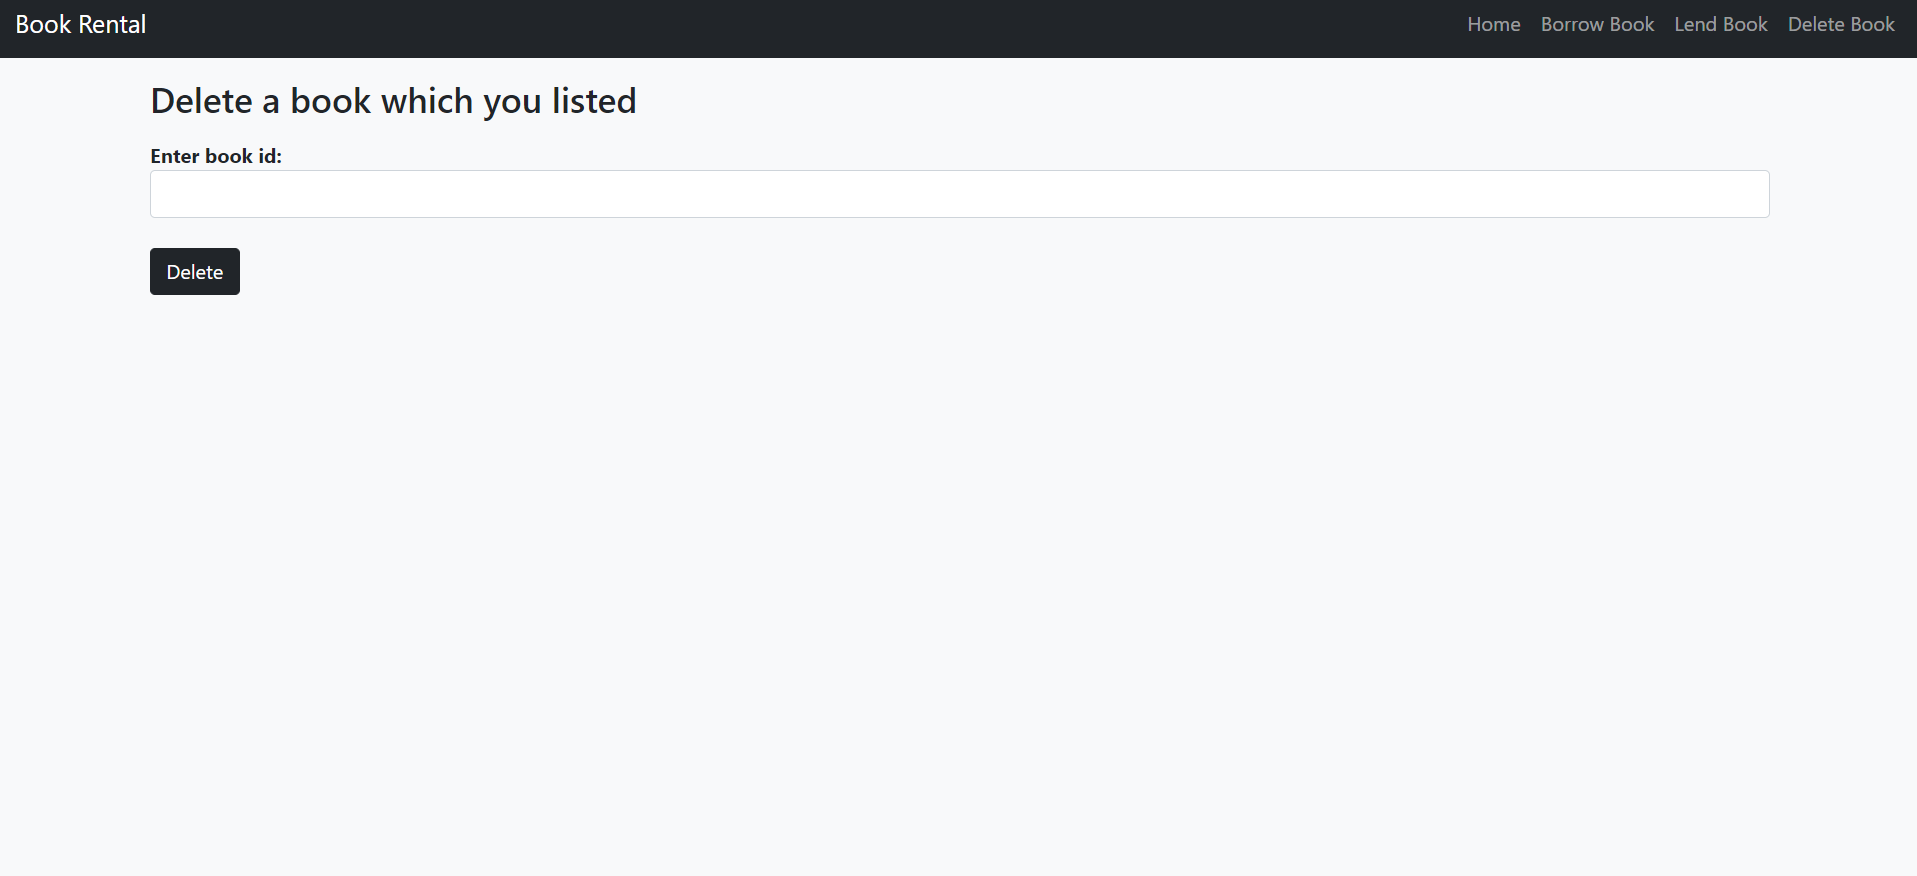 Book Rental
Home Borrow Book Lend Book Delete Book
Delete a book which you listed
Enter book id:
Delete